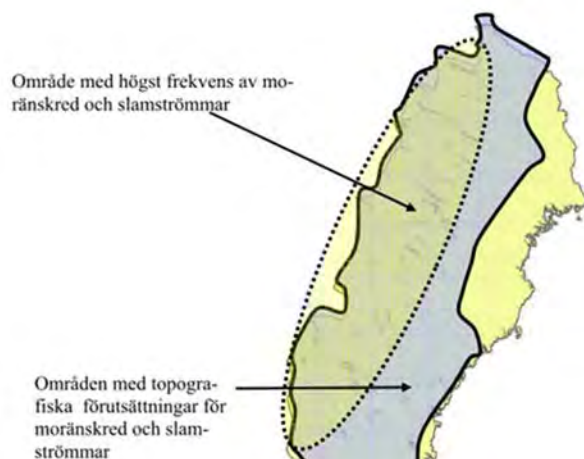 Område med högst frekvens av mo-
ränskred och slamströmmar
Områden med topogra-
fiska förutsättningar för
moränskred och slam-
strömmar